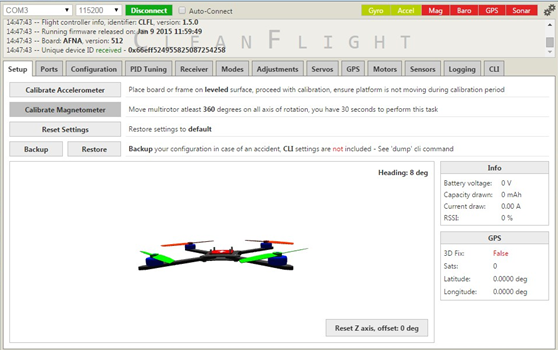 COM3 115200 Disconnect Auto-Connect Gyro Accel Mag Baro GPS Sonar
14:47:43 -- Flight controller info, identifier: CLFL, version: 1.5.0
14:47:43 -- Running firmware released on: Jan 9 2015 11:59:49
14:47:43 -- Board: AFNA, version: 512
14:47:43 -- Unique device ID received - 0x66eff524955825087254258
CLEANFLIGHT
Setup Ports Configuration PID Tuning Receiver Modes Adjustments Servos GPS Motors Sensors Logging CLI
Calibrate Accelerometer Place board or frame on leveled surface, proceed with calibration, ensure platform is not moving during calibration period
Calibrate Magnetometer Move multirotor atleast 360 degrees on all axis of rotation, you have 30 seconds to perform this task
Reset Settings Restore settings to default
Backup Restore Backup your configuration in case of an accident, CLI settings are not included - See 'dump' cli command
Heading: 8 deg
Reset Z axis, offset: 0 deg
Info
Battery voltage: 0 V
Capacity drawn: 0 mAh
Current draw: 0.00 A
RSSI: 0 %
GPS
3D Fix: False
Sats: 0
Latitude: 0.0000 deg
Longitude: 0.0000 deg